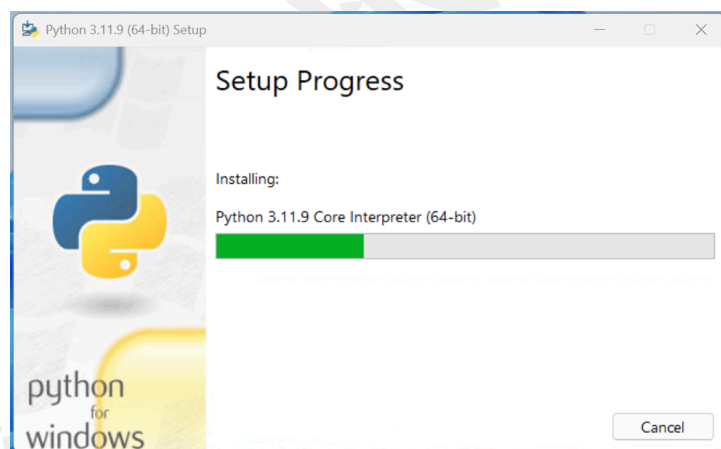 Python 3.11.9 (64-bit) Setup
Setup Progress
Installing:
Python 3.11.9 Core Interpreter (64-bit)
python
for
windows
Cancel